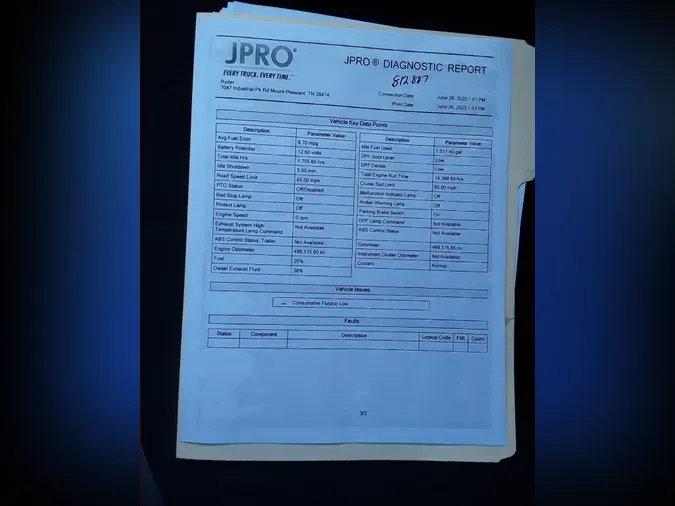 JPRO®
EVERY TRUCK. EVERY TIME.™
JPRO® DIAGNOSTIC REPORT
812887
Ryder
7047 Industrial Pk Rd Mount Pleasant, TN 38474
Connection Date: June 26, 2025 1:01 PM
Print Date: June 26, 2025 1:01 PM
Vehicle Key Data Points
Description Parameter Value
Avg Fuel Econ 8.70 mpg
Battery Potential 12.60 volts
Total Idle Hrs 1,755.60 hrs
Idle Shutdown 5.00 min
Road Speed Limit 65.00 mph
PTO Status Off/Disabled
Red Stop Lamp Off
Protect Lamp Off
Engine Speed 0 rpm
Exhaust System High
Temperature Lamp Command Not Available
ABS Control Status, Trailer Not Available
Engine Odometer 499,515.85 mi
Fuel 25%
Diesel Exhaust Fluid 38%
Description Parameter Value
Idle Fuel Used 1,011.40 gal
DPF Soot Level Low
DPF Derate Low
Total Engine Run Time 14,399.60 hrs
Cruise Spd Limit 65.00 mph
Malfunction Indicator Lamp Off
Amber Warning Lamp Off
Parking Brake Switch On
DPF Lamp Command Not Available
ABS Control Status Not Available
Odometer 499,515.85 mi
Instrument Cluster Odometer Not Available
Coolant Normal
Vehicle Issues
Consumable Fluid(s) Low
Faults
Status Component Description Lookup Code FMI Count
3/3